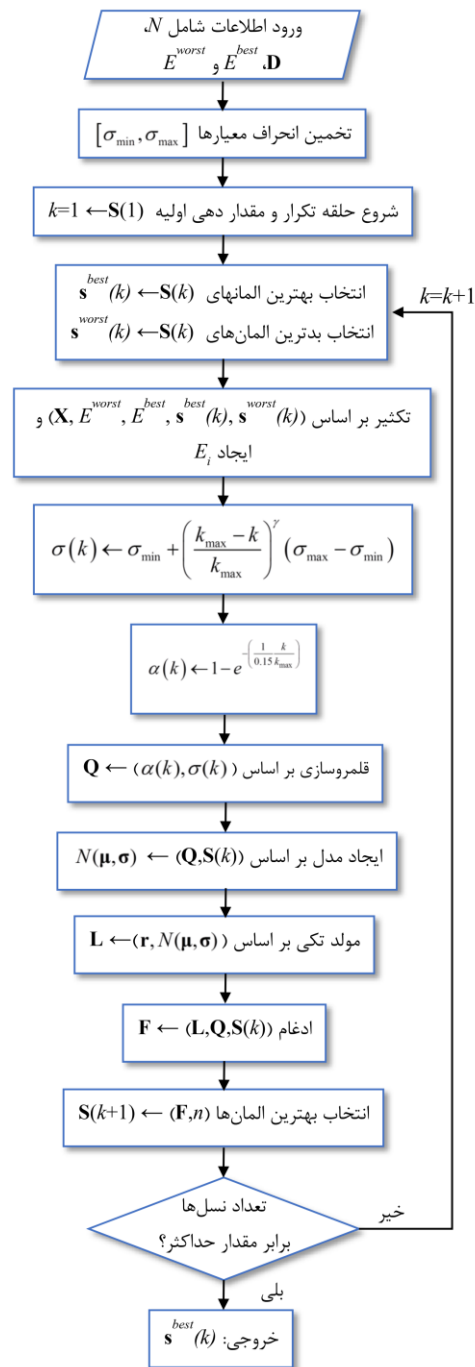 ورود اطلاعات شامل N،
D، E^best و E^worst
تخمین انحراف معیارها [σ_min, σ_max]
شروع حلقه تکرار و مقدار دهی اولیه k=1 ←S(1)
انتخاب بهترین المانهای s^best(k) ←S(k)
انتخاب بدترین المان‌های s^worst(k) ←S(k)
k=k+1
تکثیر بر اساس (X, E^worst, E^best, s^best(k), s^worst(k)) و
ایجاد E_i
σ(k) ← σ_min + ((k_max − k)/k_max)^γ (σ_max − σ_min)
α(k) ← 1 − e^(−(1/0.15 k/k_max))
قلمروسازی بر اساس Q ← (α(k),σ(k))
ایجاد مدل بر اساس N(μ,σ) ← (Q,S(k))
مولد تکی بر اساس L ←(r, N(μ,σ))
ادغام F ← (L,Q,S(k))
انتخاب بهترین المان‌ها S(k+1) ← (F,n)
تعداد نسل‌ها
برابر مقدار حداکثر؟
خیر
بلی
خروجی: s^best(k)